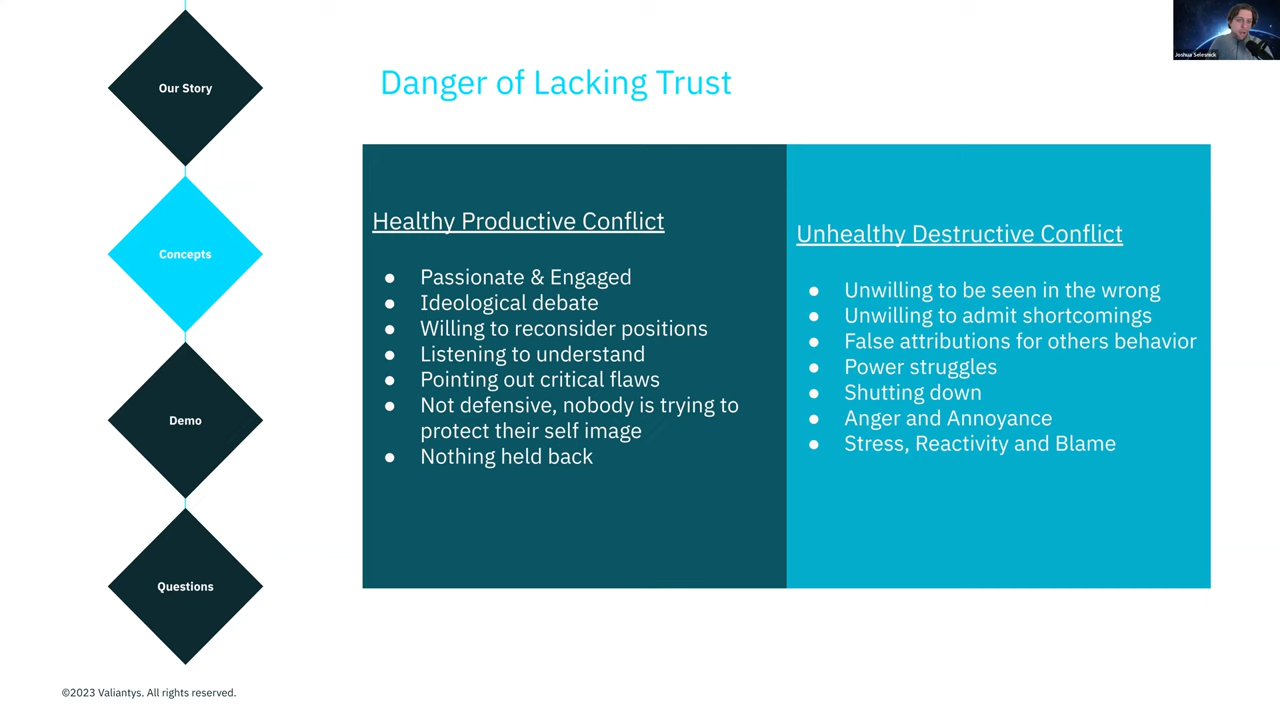 Our Story
Concepts
Demo
Questions
Danger of Lacking Trust
Healthy Productive Conflict
● Passionate & Engaged
● Ideological debate
● Willing to reconsider positions
● Listening to understand
● Pointing out critical flaws
● Not defensive, nobody is trying to
protect their self image
● Nothing held back
Unhealthy Destructive Conflict
● Unwilling to be seen in the wrong
● Unwilling to admit shortcomings
● False attributions for others behavior
● Power struggles
● Shutting down
● Anger and Annoyance
● Stress, Reactivity and Blame
Joshua Selesnick
©2023 Valiantys. All rights reserved.